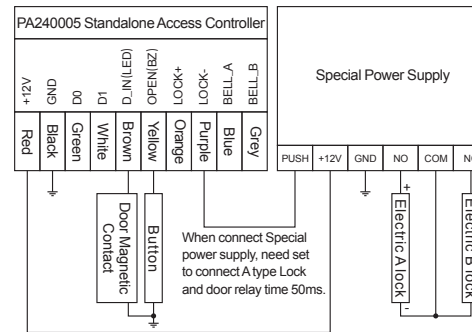 PA240005 Standalone Access Controller
+12V
GND
D0
D1
D_IN(LED)
OPEN(BZ)
LOCK+
LOCK-
BELL_A
BELL_B
Red
Black
Green
White
Brown
Yellow
Orange
Purple
Blue
Grey
Door Magnetic
Contact
Button
When connect Special
power supply, need set
to connect A type Lock
and door relay time 50ms.
Special Power Supply
PUSH
+12V
GND
NO
COM
+
Electric A lock
-
Electric B lock